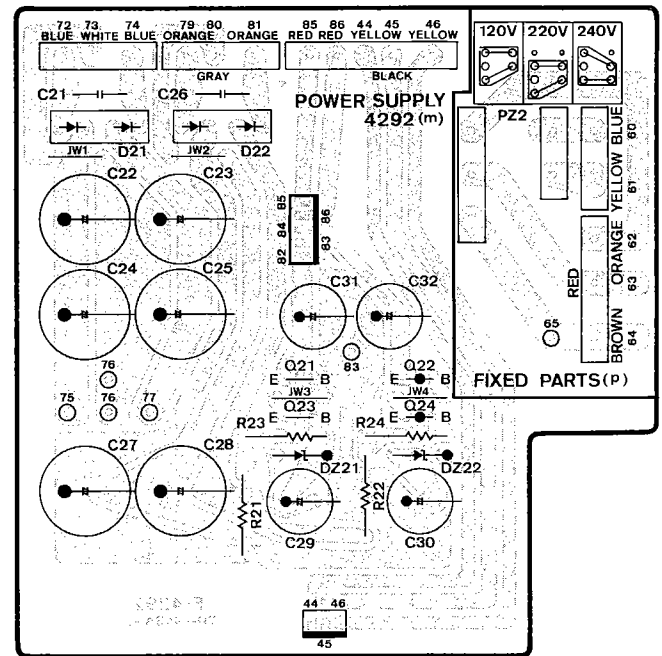 72 73 74 79 80 81 85 86 44 45 46
BLUE WHITE BLUE ORANGE ORANGE RED RED YELLOW YELLOW
GRAY BLACK
120V 220V 240V
C21 C26
POWER SUPPLY
4292 (m)
PZ2
JW1 D21 JW2 D22
BLUE 60
YELLOW 61
ORANGE 62
RED 63
BROWN 64
C22 C23
85 86
84
82 83
C24 C25
C31 C32
65
83
76
75 76 77
Q21 Q22
E B E B
JW3 JW4
Q23 Q24
E B E B
FIXED PARTS (p)
R23 R24
DZ21 DZ22
C27 C28
R21 R22
C29 C30
F-4292
44 46
45